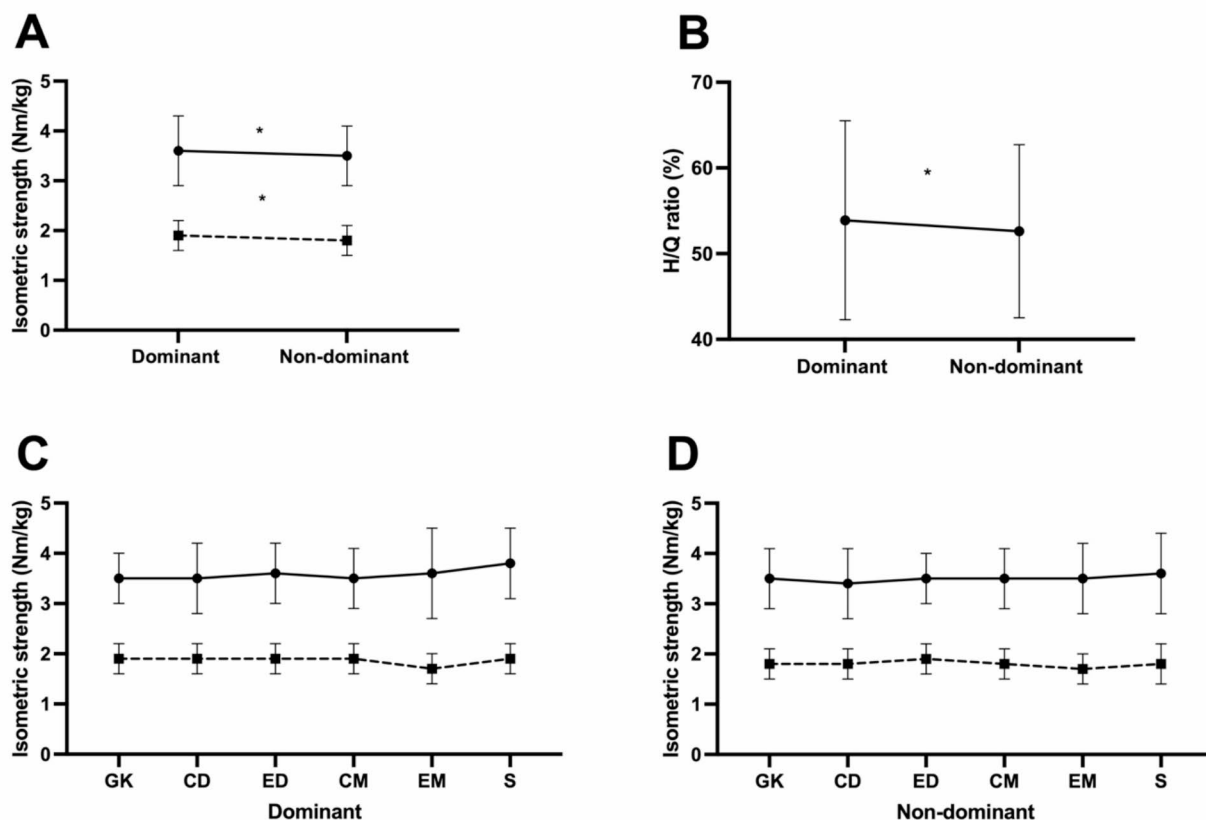 A
Isometric strength (Nm/kg)
5
4
3
2
1
0
*
*
Dominant Non-dominant
B
H/Q ratio (%)
70
60
50
40
*
Dominant Non-dominant
C
Isometric strength (Nm/kg)
5
4
3
2
1
0
GK CD ED CM EM S
Dominant
D
Isometric strength (Nm/kg)
5
4
3
2
1
0
GK CD ED CM EM S
Non-dominant